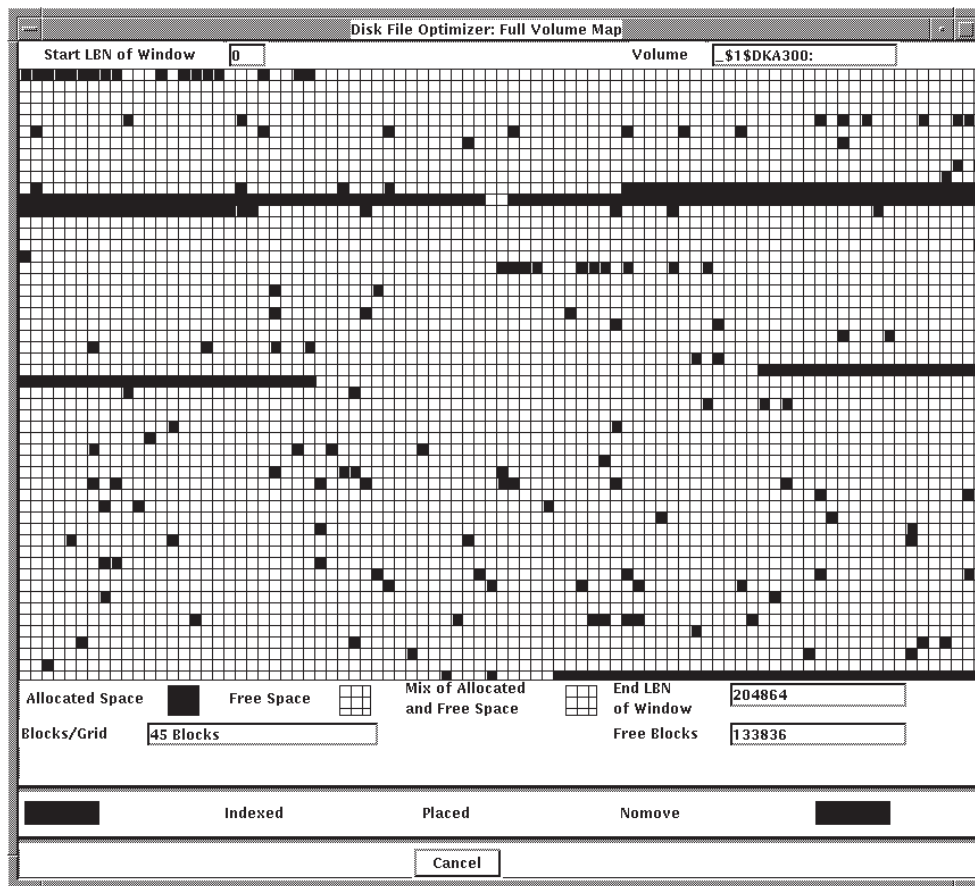 Disk File Optimizer: Full Volume Map
Start LBN of Window 0 Volume _$1$DKA300:
Allocated Space Free Space Mix of Allocated and Free Space End LBN of Window 204864
Blocks/Grid 45 Blocks Free Blocks 133836
Indexed Placed Nomove
Cancel